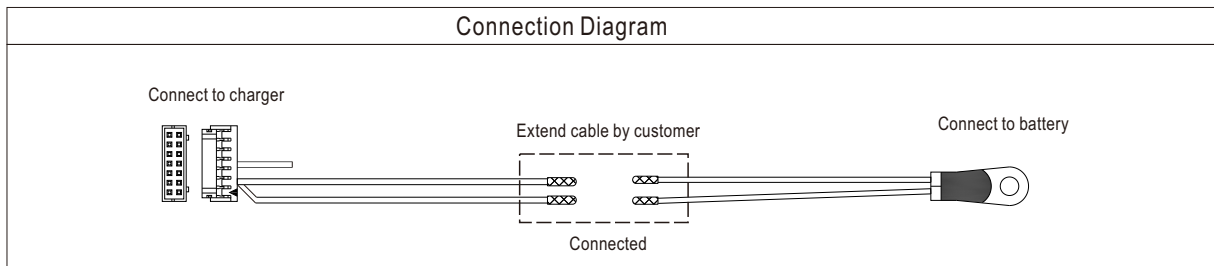 Connection Diagram
Connect to charger
Extend cable by customer
Connect to battery
Connected